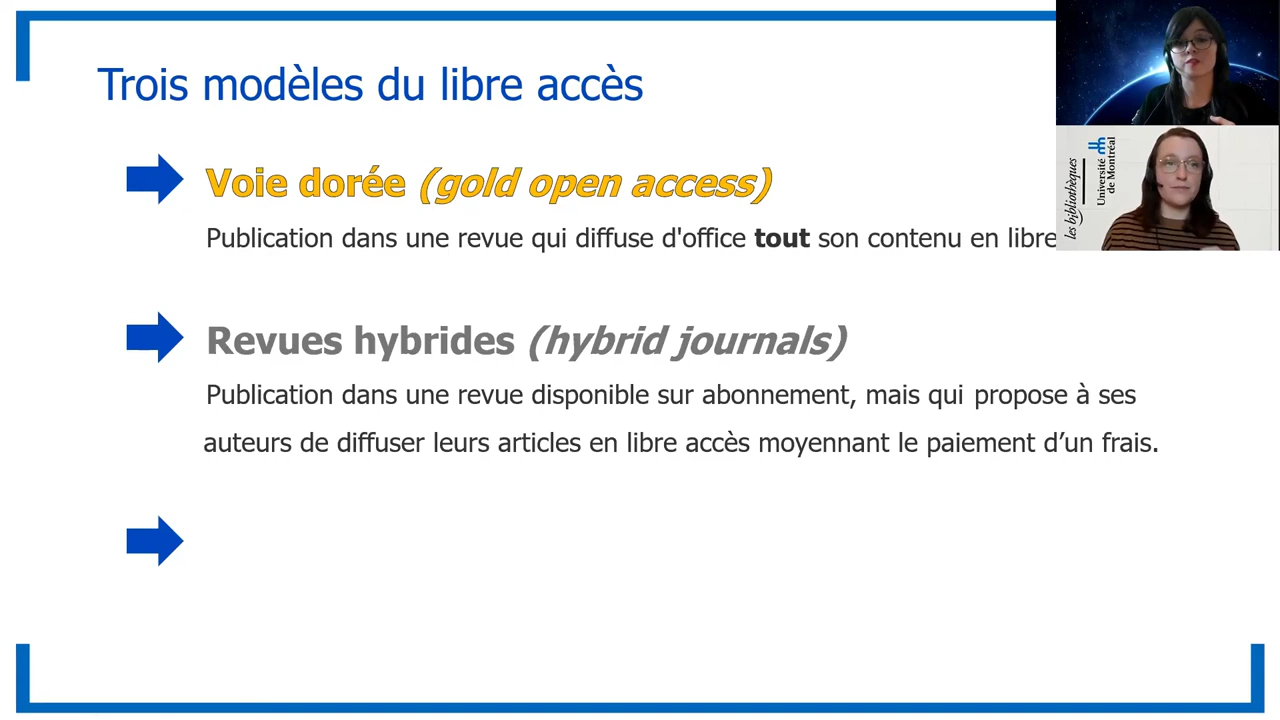 Trois modèles du libre accès
Voie dorée (gold open access)
Publication dans une revue qui diffuse d'office tout son contenu en libre
Revues hybrides (hybrid journals)
Publication dans une revue disponible sur abonnement, mais qui propose à ses
auteurs de diffuser leurs articles en libre accès moyennant le paiement d’un frais.
les bibliothèques
Université
de Montréal